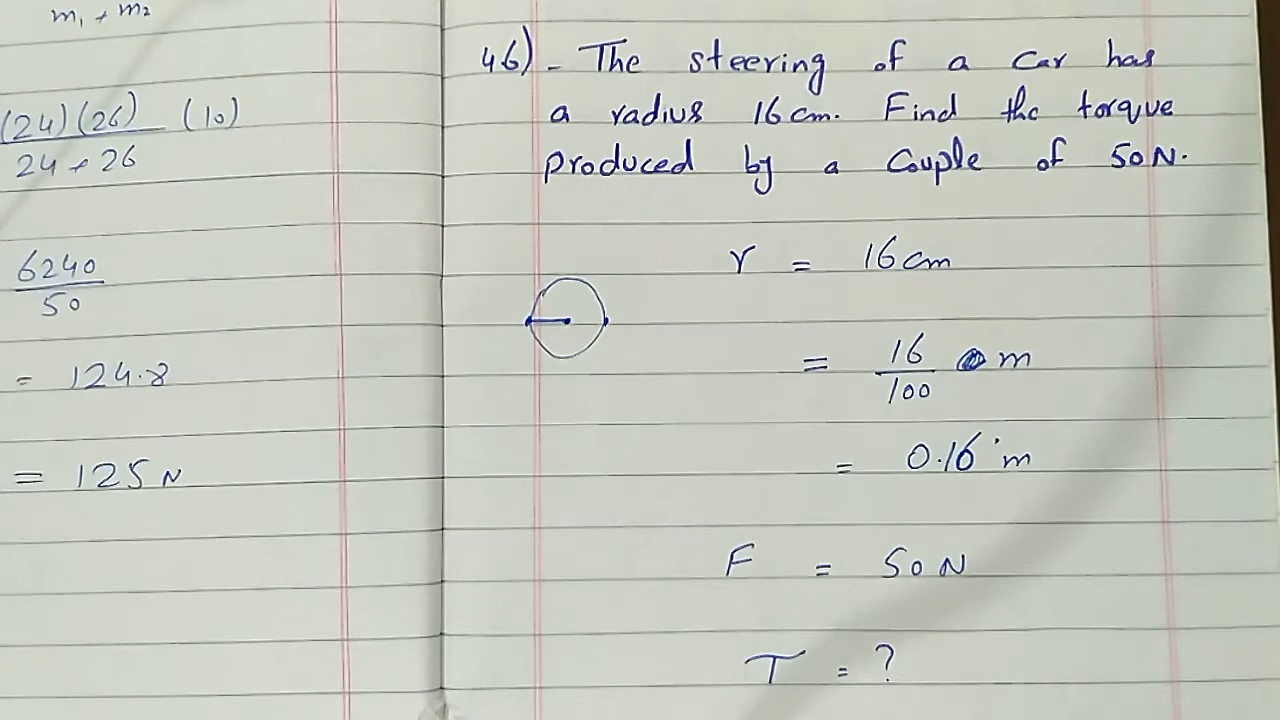 m₁ + m₂
(24)(26) (10)
24 + 26
6240
50
= 124.8
= 125 N
46) - The steering of a car has
a radius 16 cm. Find the torque
produced by a couple of 50 N.
r = 16 cm
= 16 m
100
= 0.16 m
F = 50 N
T = ?